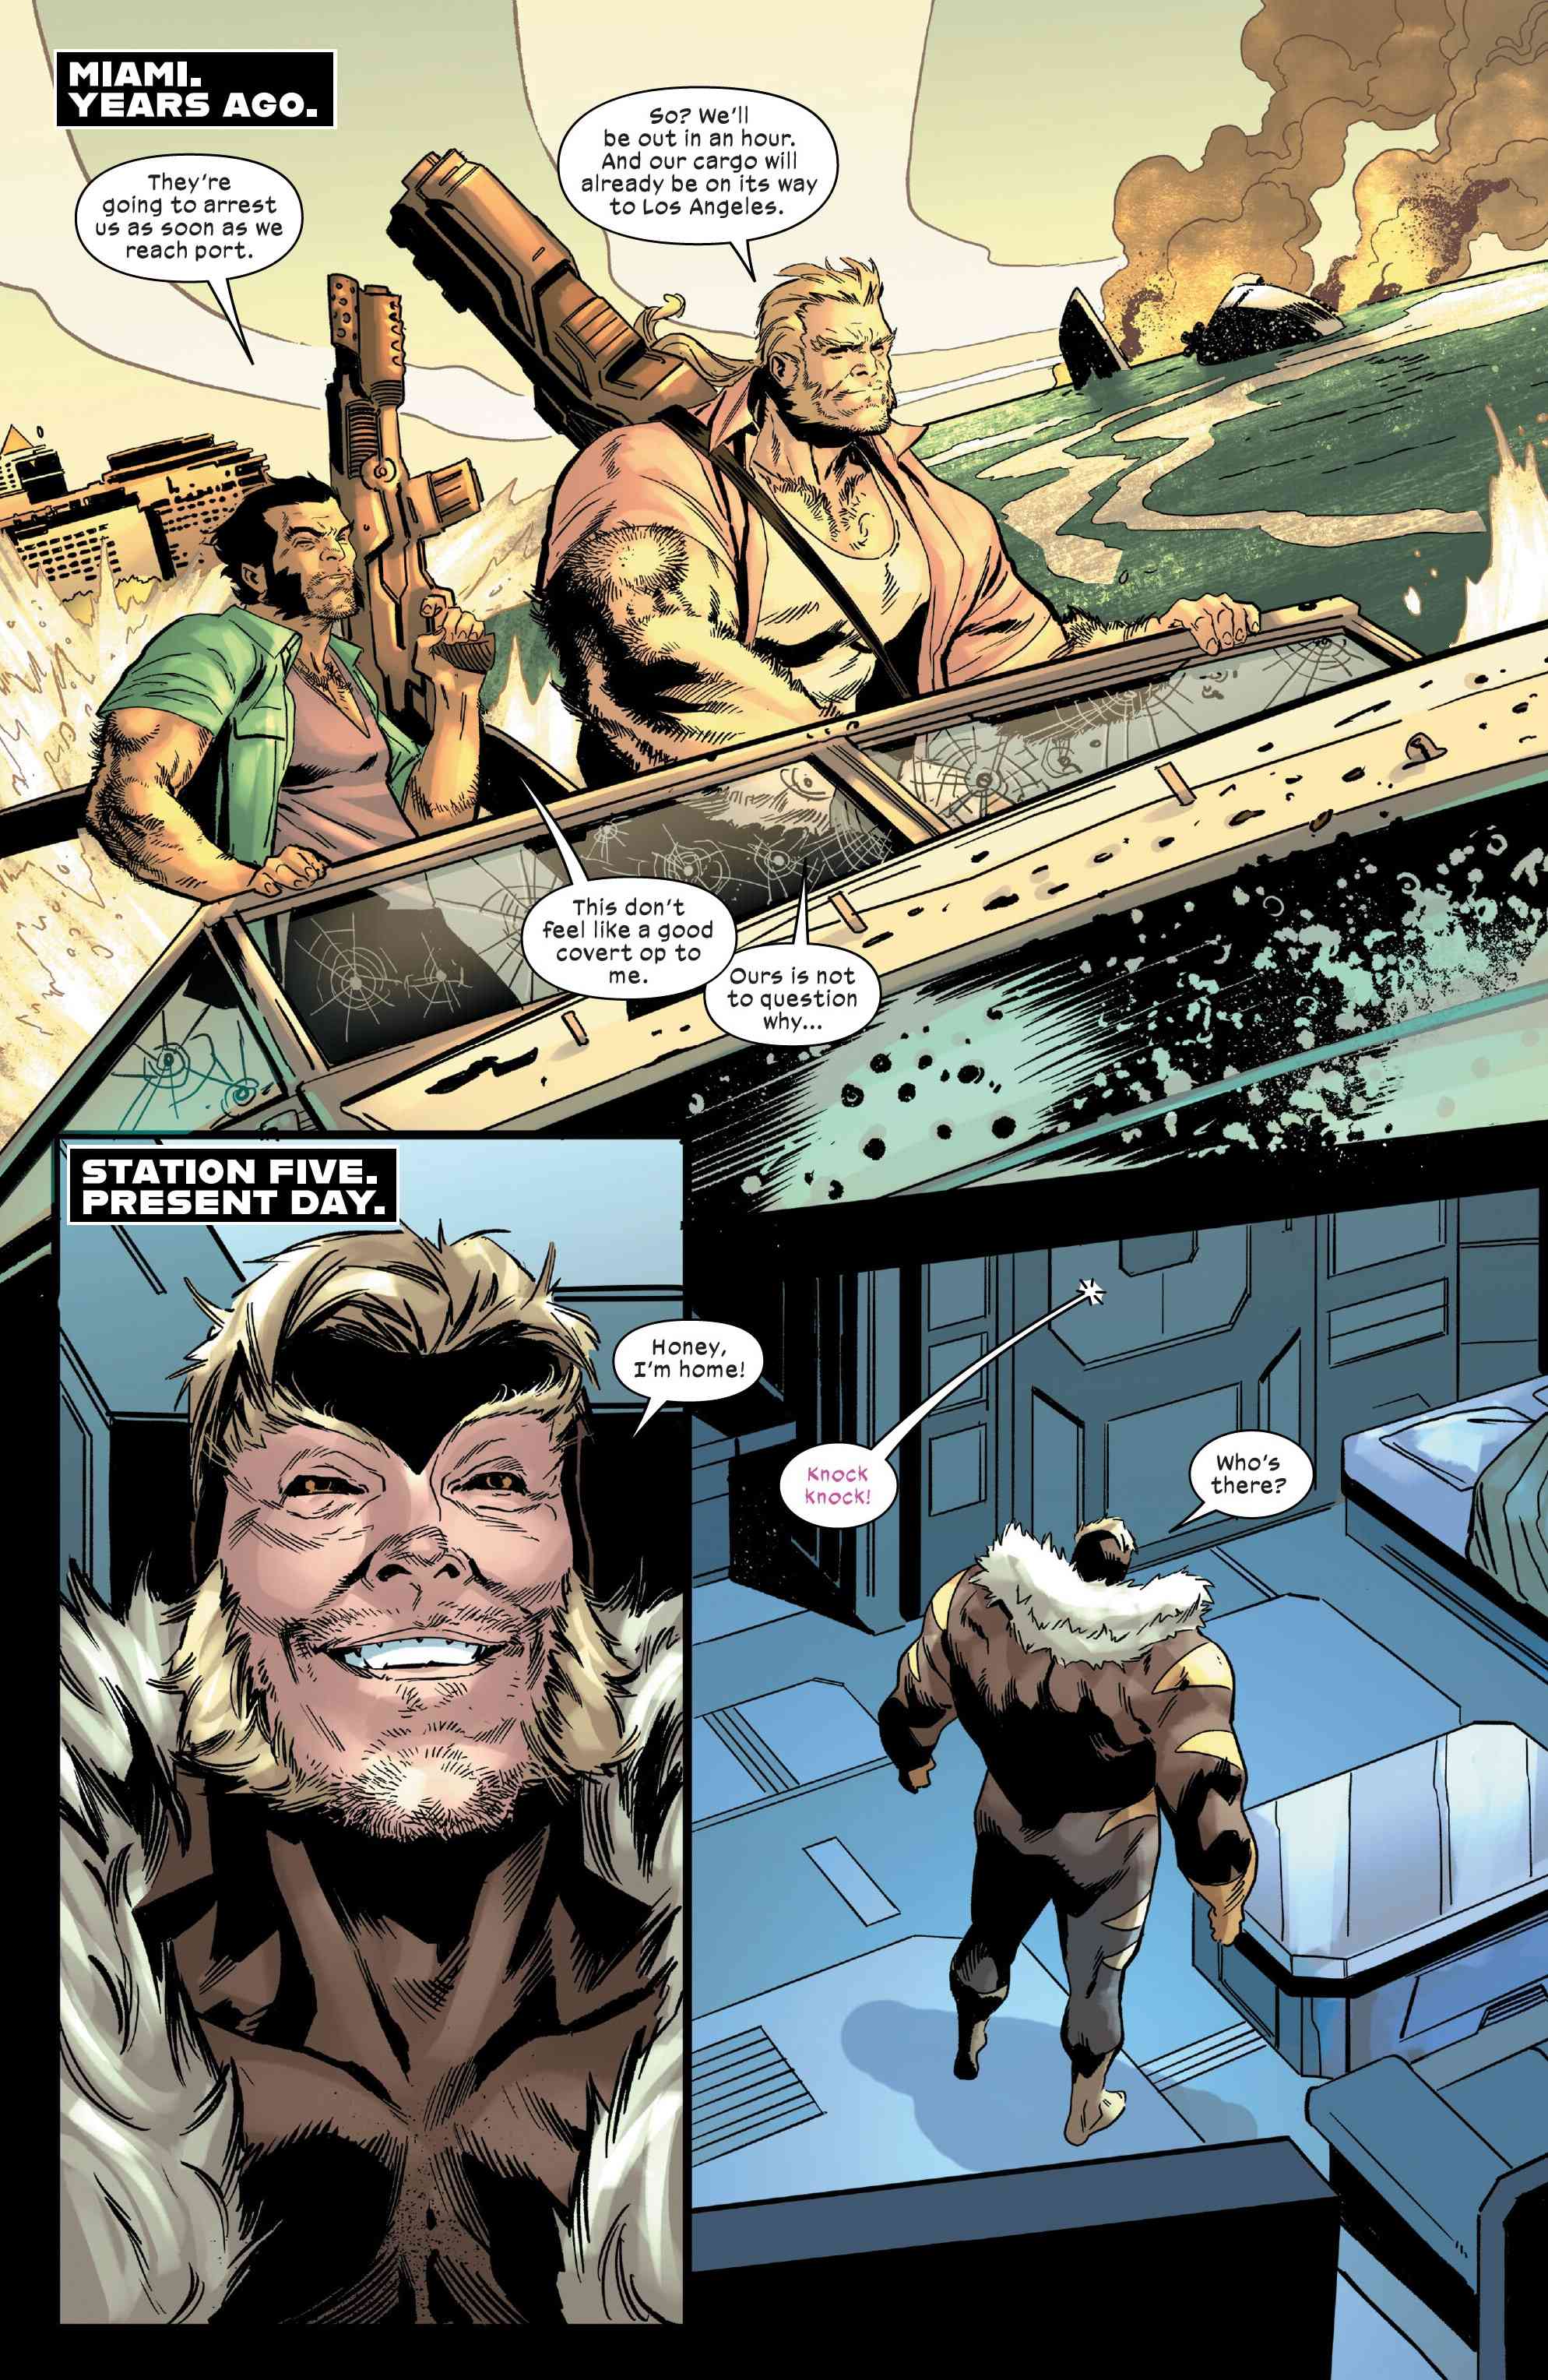 MIAMI.
YEARS AGO.
They're
going to arrest
us as soon as we
reach port.
So? We'll
be out in an hour.
And our cargo will
already be on its way
to Los Angeles.
This don't
feel like a good
covert op to
me.
Ours is not
to question
why...
STATION FIVE.
PRESENT DAY.
Honey,
I'm home!
Knock
knock!
Who's
there?